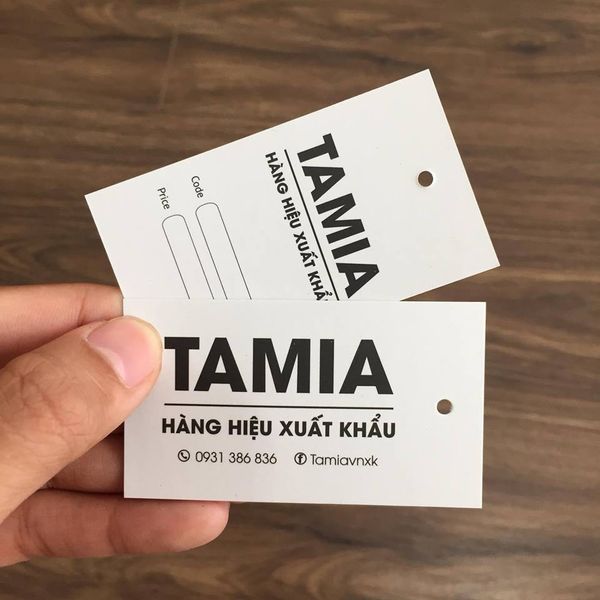 TAMIA
HÀNG HIỆU XUẤT KHẨU
Code
Price
TAMIA
HÀNG HIỆU XUẤT KHẨU
0931 386 836 Tamiavnxk